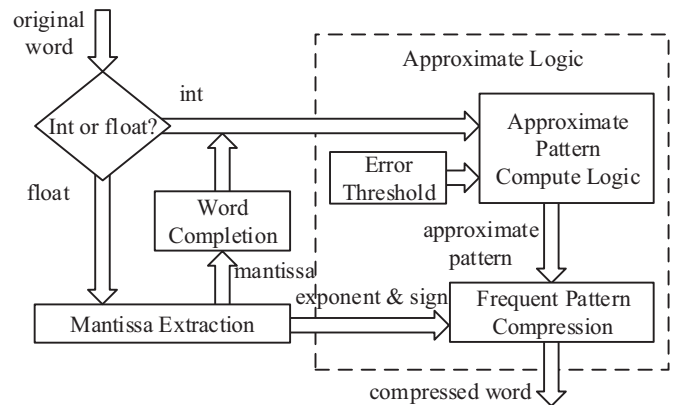 original
word
Approximate Logic
int
Int or float?
Approximate
Pattern
Compute Logic
Error
Threshold
float
Word
Completion
approximate
pattern
mantissa
exponent & sign
Mantissa Extraction
Frequent Pattern
Compression
compressed word